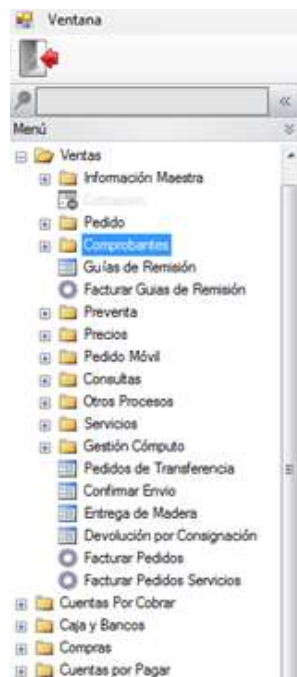 Ventana
Menú
Ventas
Información Maestra
Pedido
Comprobantes
Guías de Remisión
Facturar Guias de Remisión
Preventa
Precios
Pedido Móvil
Consultas
Otros Procesos
Servicios
Gestión Cómputo
Pedidos de Transferencia
Confirmar Envio
Entrega de Madera
Devolución por Consignación
Facturar Pedidos
Facturar Pedidos Servicios
Cuentas Por Cobrar
Caja y Bancos
Compras
Cuentas por Pagar